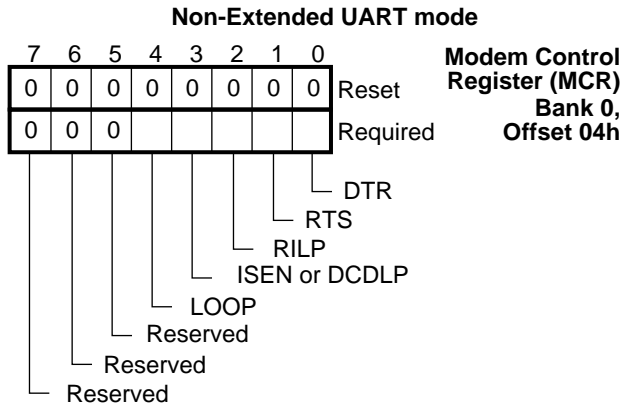 Non-Extended UART mode
7 6 5 4 3 2 1 0
Modem Control
Register (MCR)
Bank 0,
Offset 04h
0 0 0 0 0 0 0 0 Reset
0 0 0 Required
DTR
RTS
RILP
ISEN or DCDLP
LOOP
Reserved
Reserved
Reserved